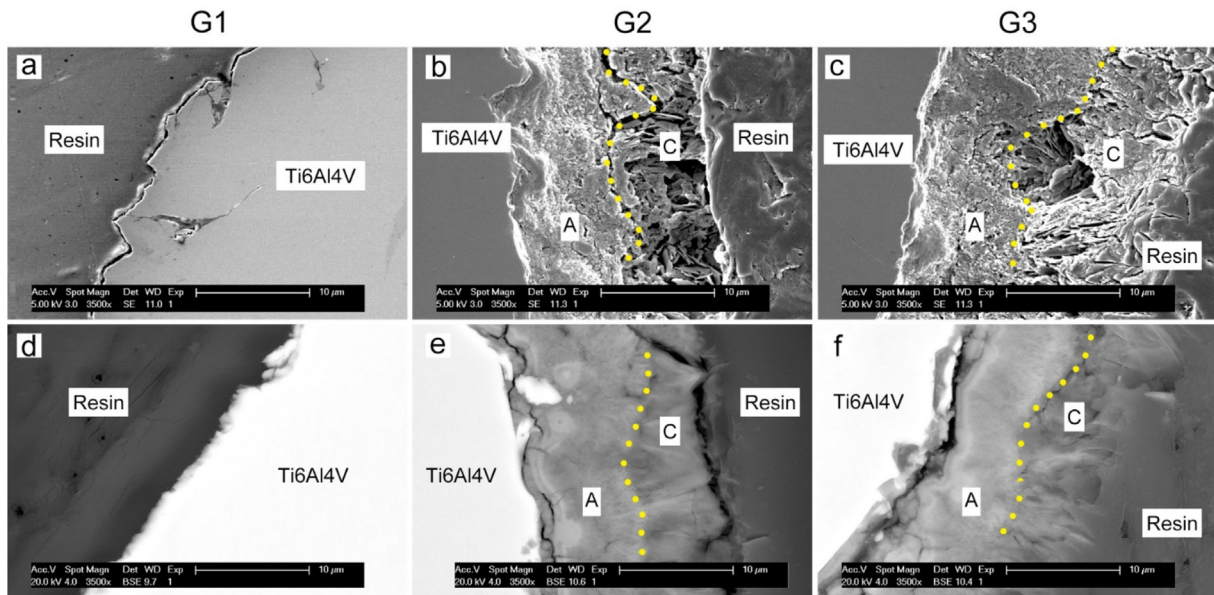 G1
G2
G3
a
Resin
Ti6Al4V
Acc.V Spot Magn Det WD Exp
5.00 kV 3.0 3500x SE 11.0 1
10 µm
b
Ti6Al4V
C
Resin
A
Acc.V Spot Magn Det WD Exp
5.00 kV 3.0 3500x SE 11.3 1
10 µm
c
Ti6Al4V
C
A
Resin
Acc.V Spot Magn Det WD Exp
5.00 kV 3.0 3500x SE 11.3 1
10 µm
d
Resin
Ti6Al4V
Acc.V Spot Magn Det WD Exp
20.0 kV 4.0 3500x BSE 9.7 1
10 µm
e
Resin
C
Ti6Al4V
A
Acc.V Spot Magn Det WD Exp
20.0 kV 4.0 3500x BSE 10.6 1
10 µm
f
Ti6Al4V
C
A
Resin
Acc.V Spot Magn Det WD Exp
20.0 kV 4.0 3500x BSE 10.4 1
10 µm